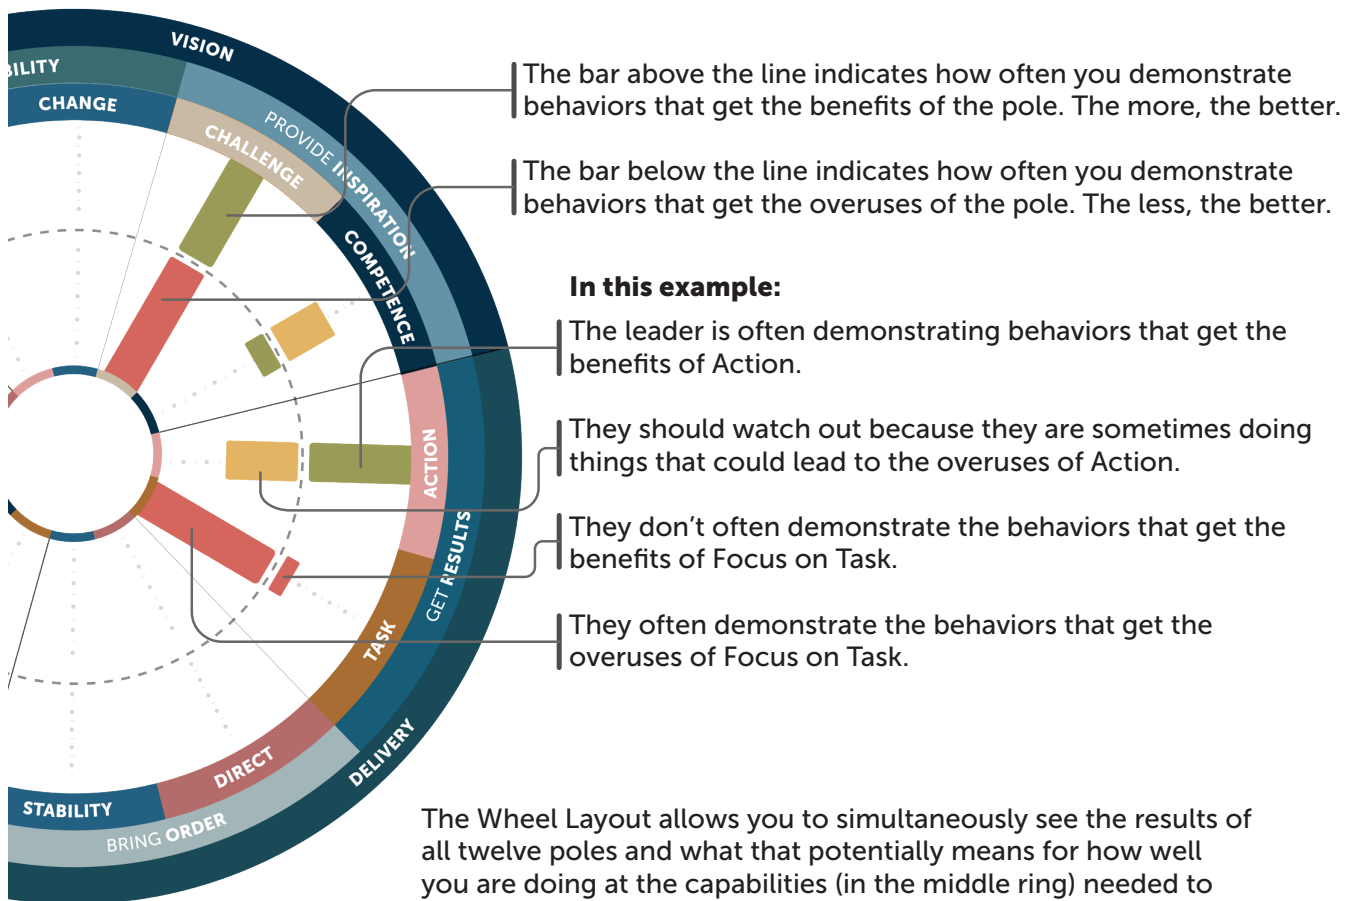 VISION
BILITY
CHANGE
PROVIDE INSPIRATION
CHALLENGE
COMPETENCE
ACTION
GET RESULTS
TASK
DELIVERY
DIRECT
STABILITY
BRING ORDER
The bar above the line indicates how often you demonstrate
behaviors that get the benefits of the pole. The more, the better.
The bar below the line indicates how often you demonstrate
behaviors that get the overuses of the pole. The less, the better.
In this example:
The leader is often demonstrating behaviors that get the
benefits of Action.
They should watch out because they are sometimes doing
things that could lead to the overuses of Action.
They don’t often demonstrate the behaviors that get the
benefits of Focus on Task.
They often demonstrate the behaviors that get the
overuses of Focus on Task.
The Wheel Layout allows you to simultaneously see the results of
all twelve poles and what that potentially means for how well
you are doing at the capabilities (in the middle ring) needed to